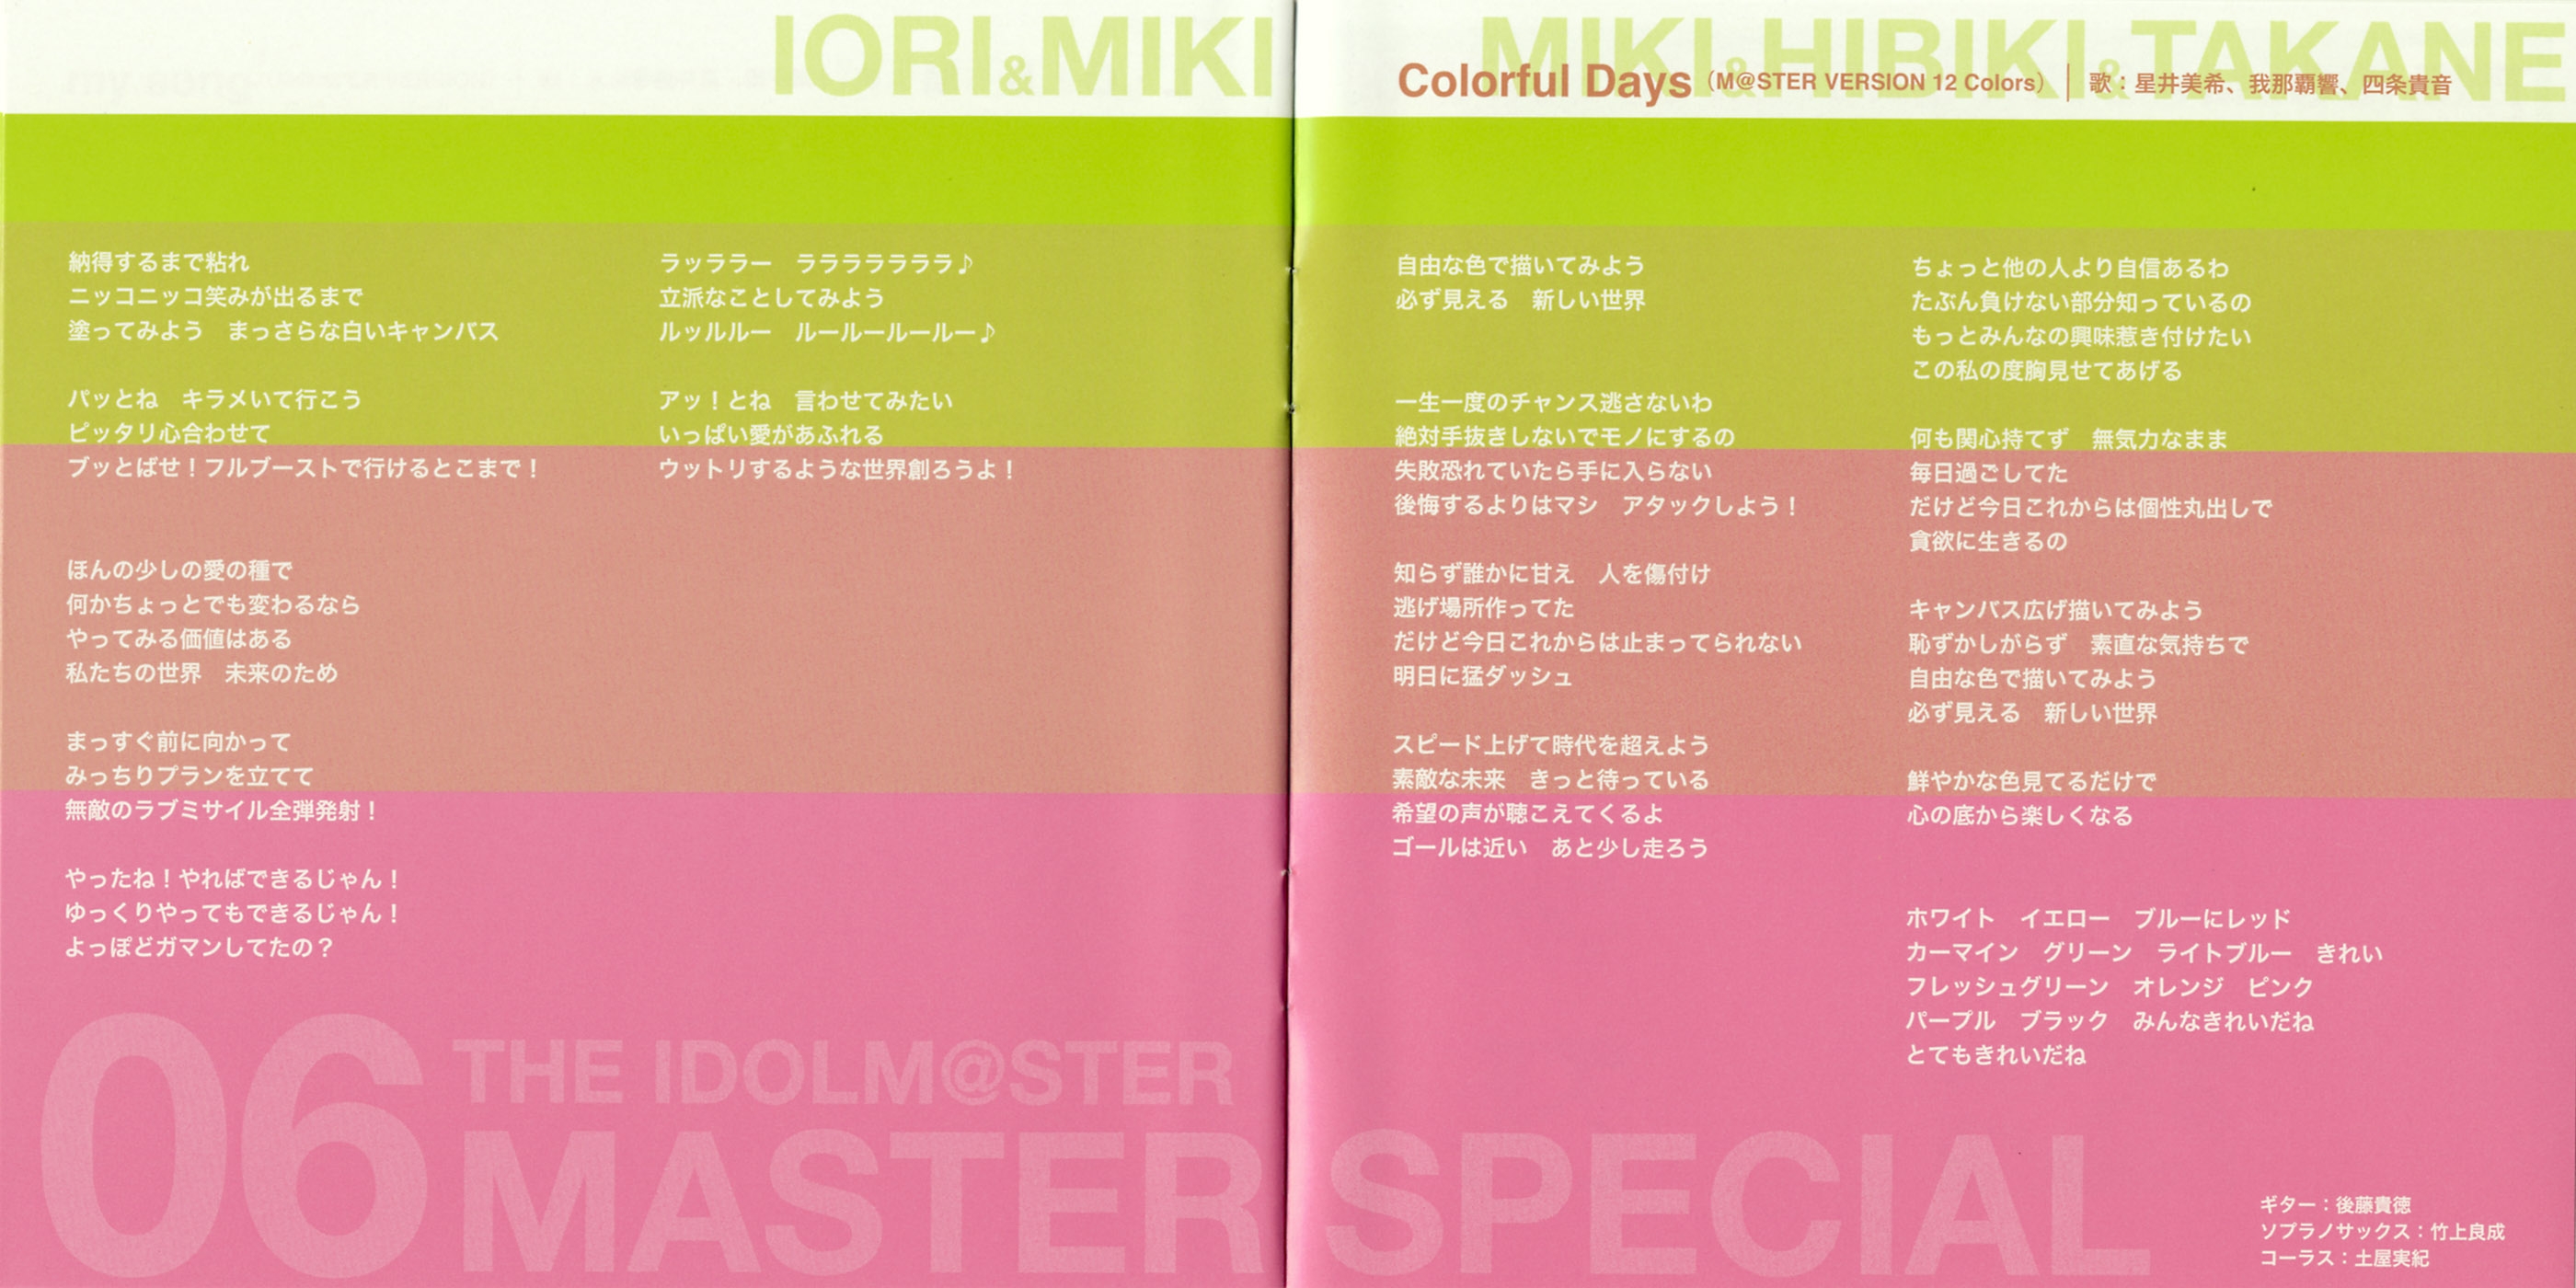 IORI&MIKI
納得するまで粘れ
ニッコニッコ笑みが出るまで
塗ってみよう　まっさらな白いキャンバス
パッとね　キラメいて行こう
ピッタリ心合わせて
ブッとばせ！フルブーストで行けるとこまで！
ほんの少しの愛の種で
何かちょっとでも変わるなら
やってみる価値はある
私たちの世界　未来のため
まっすぐ前に向かって
みっちりプランを立てて
無敵のラブミサイル全弾発射！
やったね！やればできるじゃん！
ゆっくりやってもできるじゃん！
よっぽどガマンしてたの？
ラッララー　ラララララララ♪
立派なことしてみよう
ルッルルー　ルールールールー♪
アッ！とね　言わせてみたい
いっぱい愛があふれる
ウットリするような世界創ろうよ！
MIKI&HIBIKI&TAKANE
Colorful Days（M@STER VERSION 12 Colors）｜歌：星井美希、我那覇響、四条貴音
自由な色で描いてみよう
必ず見える　新しい世界
一生一度のチャンス逃さないわ
絶対手抜きしないでモノにするの
失敗恐れていたら手に入らない
後悔するよりはマシ　アタックしよう！
知らず誰かに甘え　人を傷付け
逃げ場所作ってた
だけど今日これからは止まってられない
明日に猛ダッシュ
スピード上げて時代を超えよう
素敵な未来　きっと待っている
希望の声が聴こえてくるよ
ゴールは近い　あと少し走ろう
ちょっと他の人より自信あるわ
たぶん負けない部分知っているの
もっとみんなの興味惹き付けたい
この私の度胸見せてあげる
何も関心持てず　無気力なまま
毎日過ごしてた
だけど今日これからは個性丸出しで
貪欲に生きるの
キャンバス広げ描いてみよう
恥ずかしがらず　素直な気持ちで
自由な色で描いてみよう
必ず見える　新しい世界
鮮やかな色見てるだけで
心の底から楽しくなる
ホワイト　イエロー　ブルーにレッド
カーマイン　グリーン　ライトブルー　きれい
フレッシュグリーン　オレンジ　ピンク
パープル　ブラック　みんなきれいだね
とてもきれいだね
06 THE IDOLM@STER
MASTER SPECIAL
ギター：後藤貴徳
ソプラノサックス：竹上良成
コーラス：土屋実紀